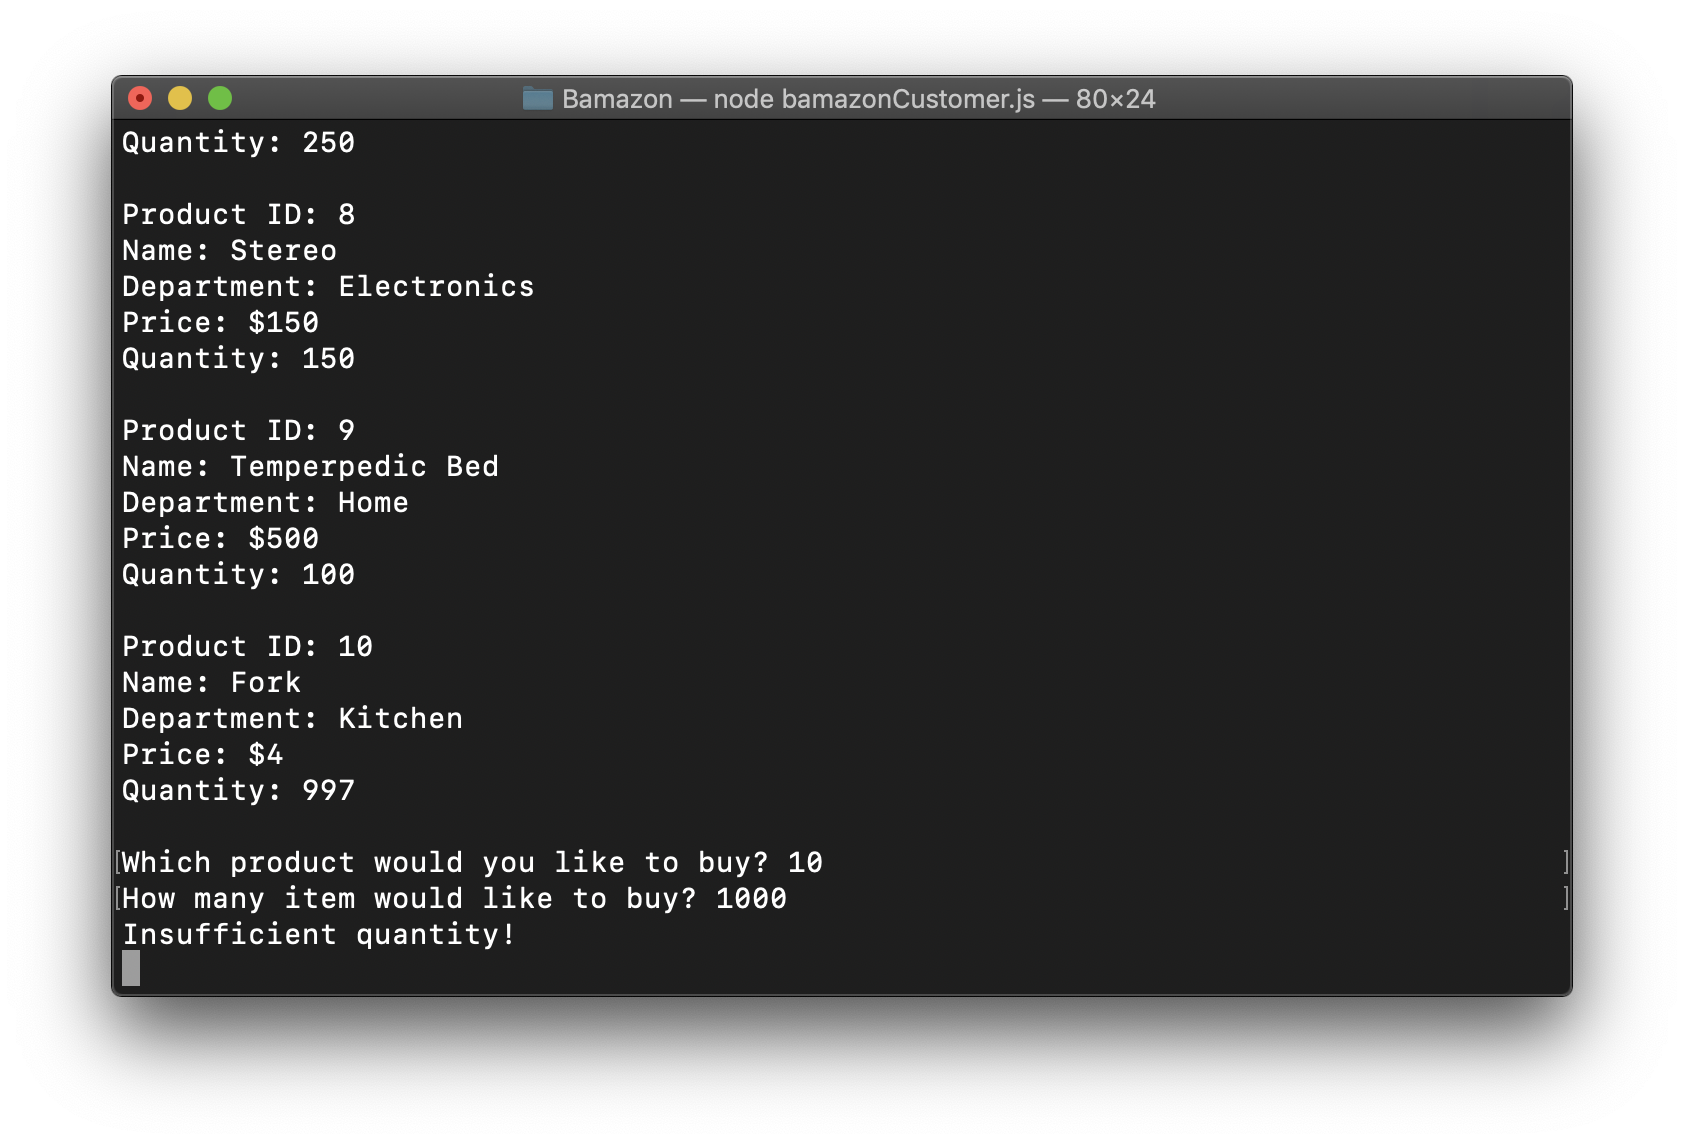 Bamazon — node bamazonCustomer.js — 80×24
Quantity: 250
Product ID: 8
Name: Stereo
Department: Electronics
Price: $150
Quantity: 150
Product ID: 9
Name: Temperpedic Bed
Department: Home
Price: $500
Quantity: 100
Product ID: 10
Name: Fork
Department: Kitchen
Price: $4
Quantity: 997
[Which product would you like to buy? 10 ]
[How many item would like to buy? 1000 ]
Insufficient quantity!